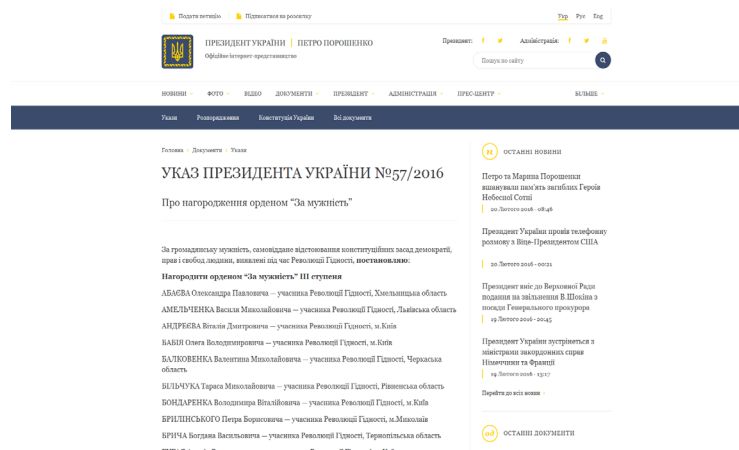 Подати петицію
Підписатися на розсилку
Укр Рус Eng
ПРЕЗИДЕНТ УКРАЇНИ | ПЕТРО ПОРОШЕНКО
Офіційне інтернет-представництво
Президент:
Адміністрація:
Пошук по сайту
НОВИНИ ФОТО ВІДЕО ДОКУМЕНТИ ПРЕЗИДЕНТ АДМІНІСТРАЦІЯ ПРЕС-ЦЕНТР БІЛЬШЕ
Укази Розпорядження Конституція України Всі документи
Головна Документи Укази
УКАЗ ПРЕЗИДЕНТА УКРАЇНИ №57/2016
Про нагородження орденом “За мужність”
За громадянську мужність, самовіддане відстоювання конституційних засад демократії,
прав і свобод людини, виявлені під час Революції Гідності, постановляю:
Нагородити орденом “За мужність” III ступеня
АБАЄВА Олександра Павловича — учасника Революції Гідності, Хмельницька область
АМЕЛЬЧЕНКА Василя Миколайовича — учасника Революції Гідності, Львівська область
АНДРЕЄВА Віталія Дмитровича — учасника Революції Гідності, м.Київ
БАБІЯ Олега Володимировича — учасника Революції Гідності, м.Київ
БАЛКОВЕНКА Валентина Миколайовича — учасника Революції Гідності, Черкаська
область
БІЛЬЧУКА Тараса Миколайовича — учасника Революції Гідності, Рівненська область
БОНДАРЕНКА Володимира Віталійовича — учасника Революції Гідності, м.Київ
БРИЛІНСЬКОГО Петра Борисовича — учасника Революції Гідності, м.Миколаїв
БРИЧА Богдана Васильовича — учасника Революції Гідності, Тернопільська область
ОСТАННІ НОВИНИ
Петро та Марина Порошенки
вшанували пам'ять загиблих Героїв
Небесної Сотні
20 Лютого 2016 - 08:46
Президент України провів телефонну
розмову з Віце-Президентом США
20 Лютого 2016 - 00:21
Президент вніс до Верховної Ради
подання на звільнення В.Шокіна з
посади Генерального прокурора
19 Лютого 2016 - 20:45
Президент України зустрінеться з
міністрами закордонних справ
Німеччини та Франції
19 Лютого 2016 - 15:17
Перейти до всіх новин
ОСТАННІ ДОКУМЕНТИ